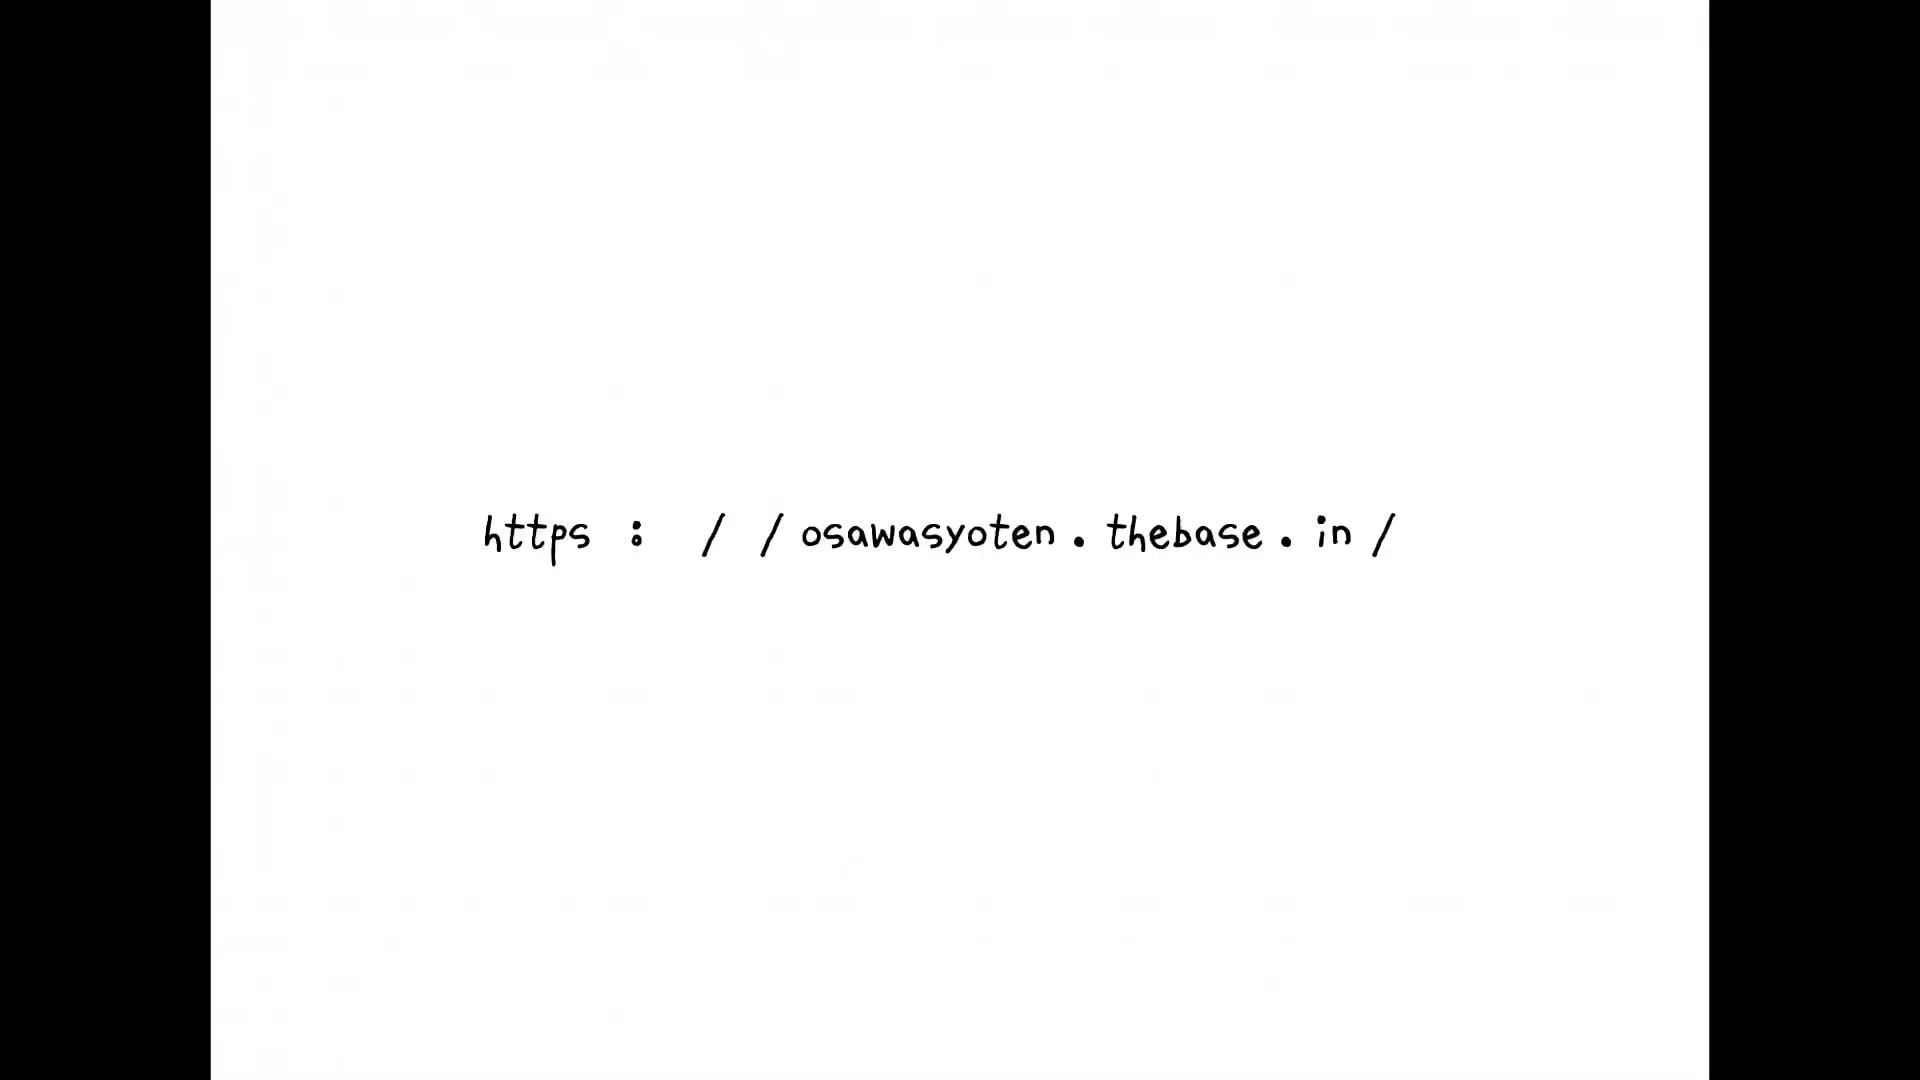 https : / / osawasyoten . thebase . in /